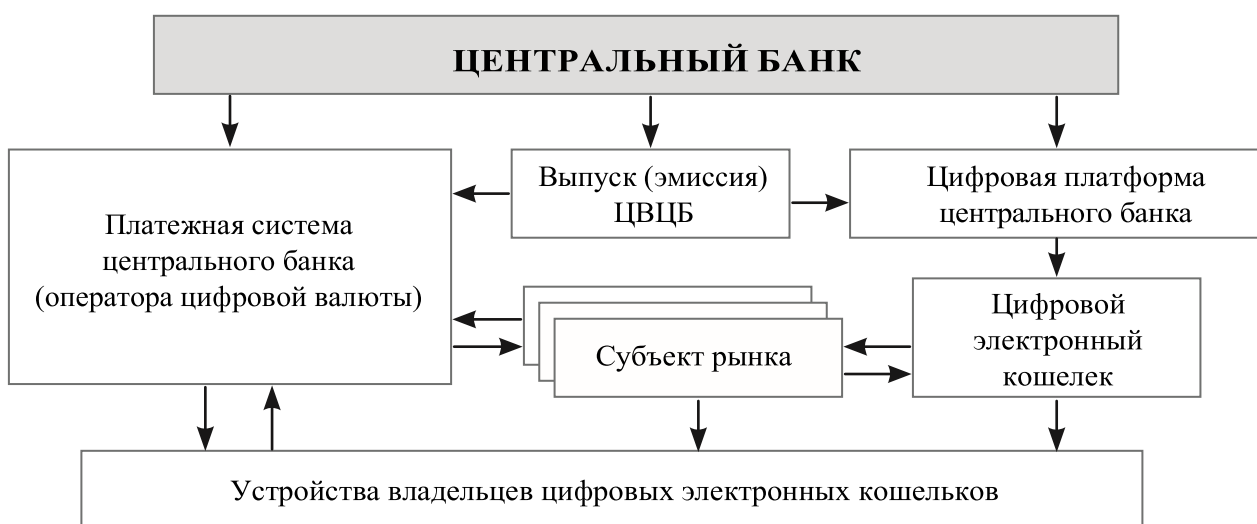 ЦЕНТРАЛЬНЫЙ БАНК
Платежная система
центрального банка
(оператора цифровой валюты)
Выпуск (эмиссия)
ЦВЦБ
Цифровая платформа
центрального банка
Субъект рынка
Цифровой
электронный
кошелек
Устройства владельцев цифровых электронных кошельков